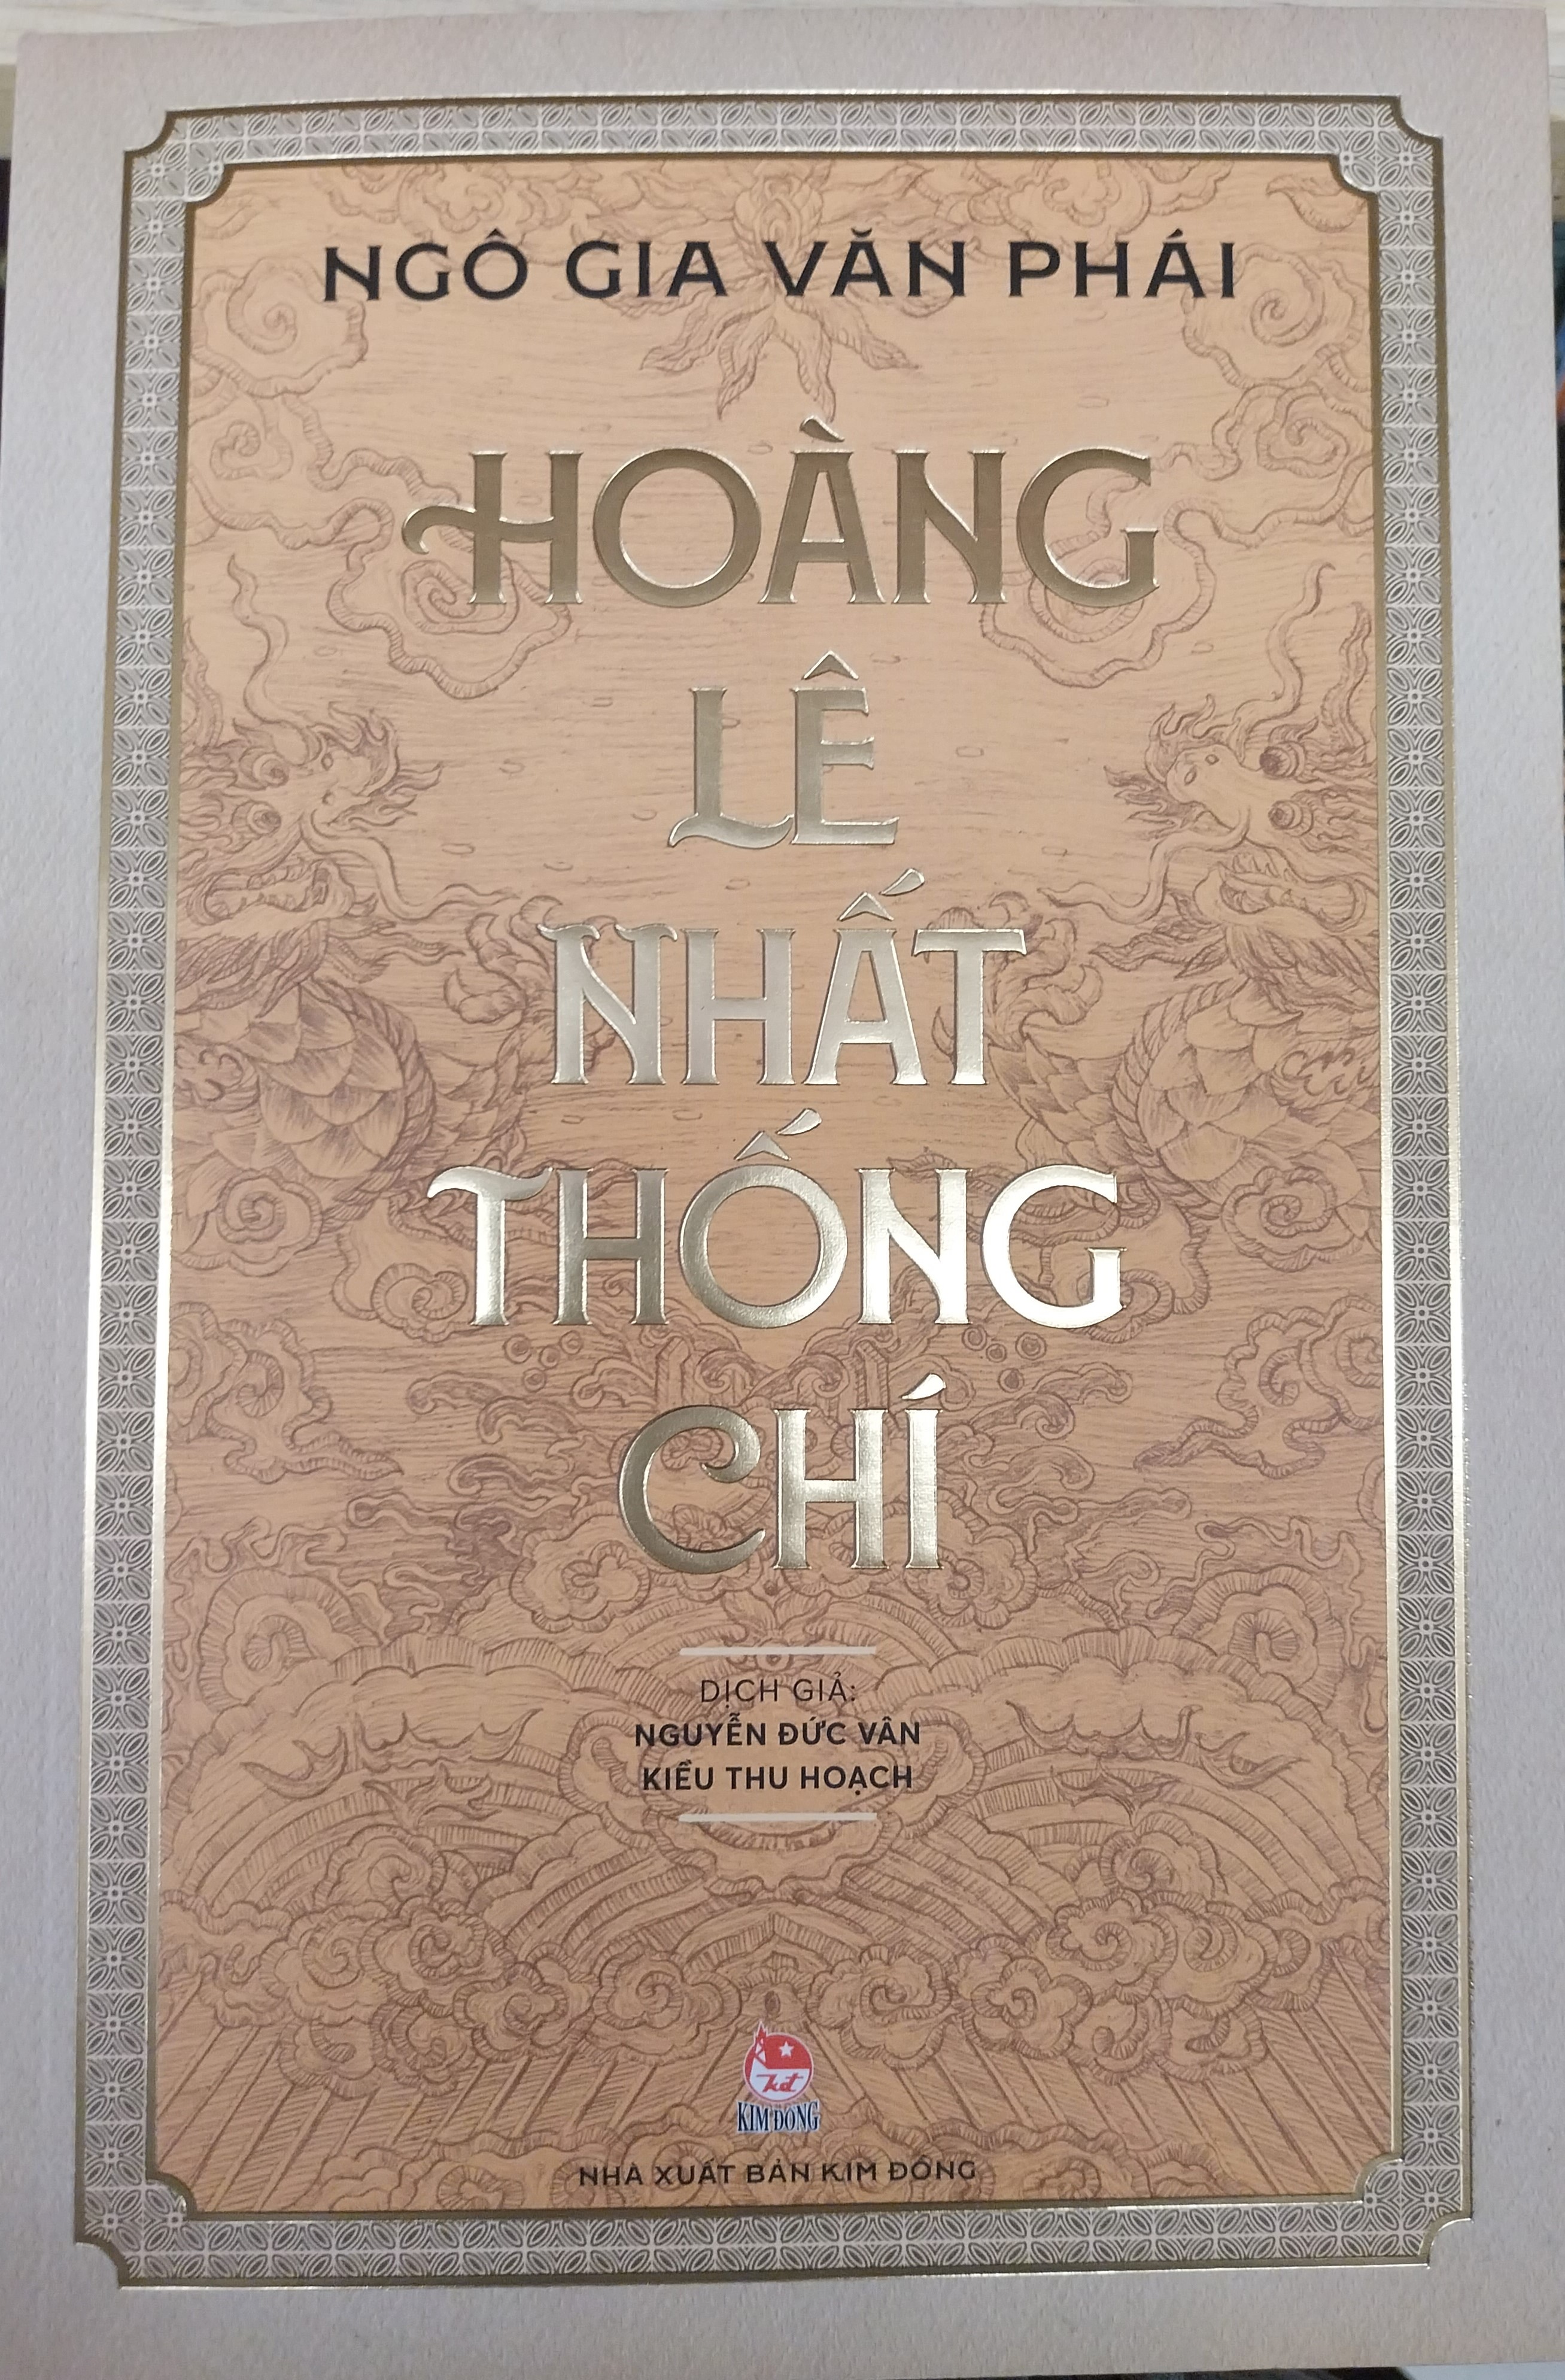 NGÔ GIA VĂN PHÁI
HOÀNG
LÊ
NHẤT
THỐNG
CHÍ
DỊCH GIẢ:
NGUYỄN ĐỨC VÂN
KIỀU THU HOẠCH
KIM ĐỒNG
NHÀ XUẤT BẢN KIM ĐỒNG